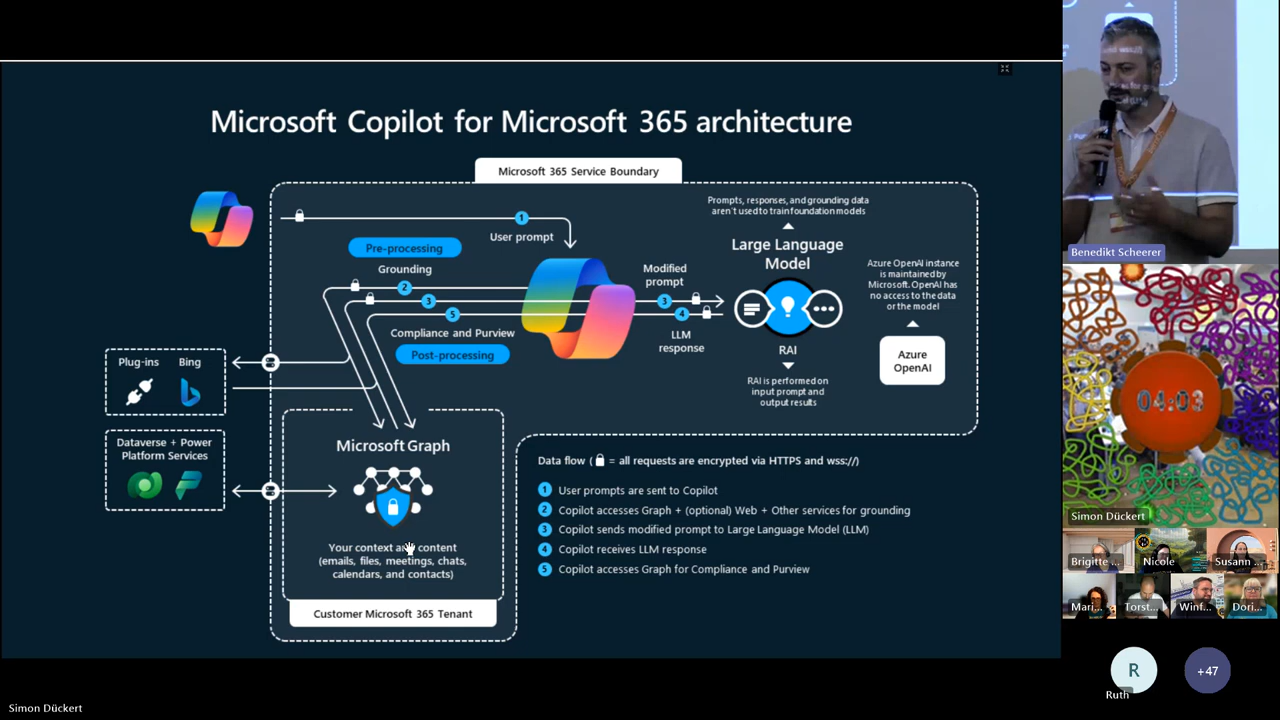 Microsoft Copilot for Microsoft 365 architecture
Microsoft 365 Service Boundary
1
User prompt
Pre-processing
Grounding
2
3
5
Compliance and Purview
Post-processing
Modified
prompt
3
4
LLM
response
Prompts, responses, and grounding data
aren't used to train foundation models
Large Language
Model
RAI
RAI is performed on
input prompt and
output results
Azure OpenAI instance
is maintained by
Microsoft. OpenAI has
no access to the data
or the model
Azure
OpenAI
Plug-ins Bing
Dataverse + Power
Platform Services
Microsoft Graph
Your context and content
(emails, files, meetings, chats,
calendars, and contacts)
Customer Microsoft 365 Tenant
Data flow ( = all requests are encrypted via HTTPS and wss://)
1 User prompts are sent to Copilot
2 Copilot accesses Graph + (optional) Web + Other services for grounding
3 Copilot sends modified prompt to Large Language Model (LLM)
4 Copilot receives LLM response
5 Copilot accesses Graph for Compliance and Purview
Benedikt Scheerer
04:03
Simon Dückert
Brigitte ... Nicole Susann ...
Mari... Torst... Winf... Dori...
R
Ruth
+47
Simon Dückert